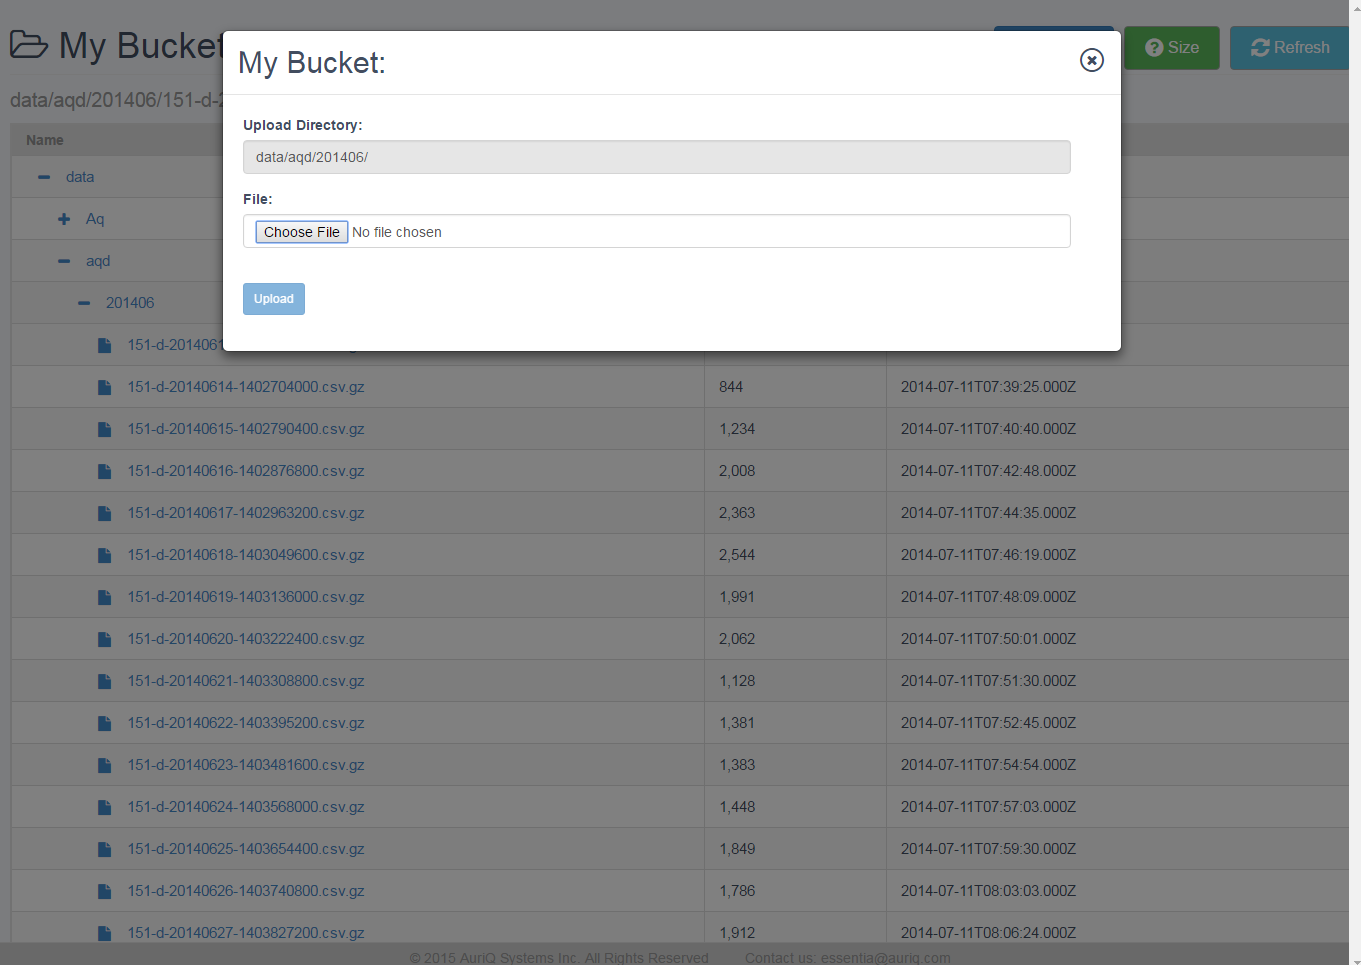 My Bucket
Size
Refresh
My Bucket:
data/aqd/201406/151-d-2
Name
Upload Directory:
data/aqd/201406/
File:
Choose File No file chosen
Upload
data
Aq
aqd
201406
151-d-2014061
151-d-20140614-1402704000.csv.gz 844 2014-07-11T07:39:25.000Z
151-d-20140615-1402790400.csv.gz 1,234 2014-07-11T07:40:40.000Z
151-d-20140616-1402876800.csv.gz 2,008 2014-07-11T07:42:48.000Z
151-d-20140617-1402963200.csv.gz 2,363 2014-07-11T07:44:35.000Z
151-d-20140618-1403049600.csv.gz 2,544 2014-07-11T07:46:19.000Z
151-d-20140619-1403136000.csv.gz 1,991 2014-07-11T07:48:09.000Z
151-d-20140620-1403222400.csv.gz 2,062 2014-07-11T07:50:01.000Z
151-d-20140621-1403308800.csv.gz 1,128 2014-07-11T07:51:30.000Z
151-d-20140622-1403395200.csv.gz 1,381 2014-07-11T07:52:45.000Z
151-d-20140623-1403481600.csv.gz 1,383 2014-07-11T07:54:54.000Z
151-d-20140624-1403568000.csv.gz 1,448 2014-07-11T07:57:03.000Z
151-d-20140625-1403654400.csv.gz 1,849 2014-07-11T07:59:30.000Z
151-d-20140626-1403740800.csv.gz 1,786 2014-07-11T08:03:03.000Z
151-d-20140627-1403827200.csv.gz 1,912 2014-07-11T08:06:24.000Z
© 2015 AuriQ Systems Inc. All Rights Reserved Contact us: essentia@auriq.com